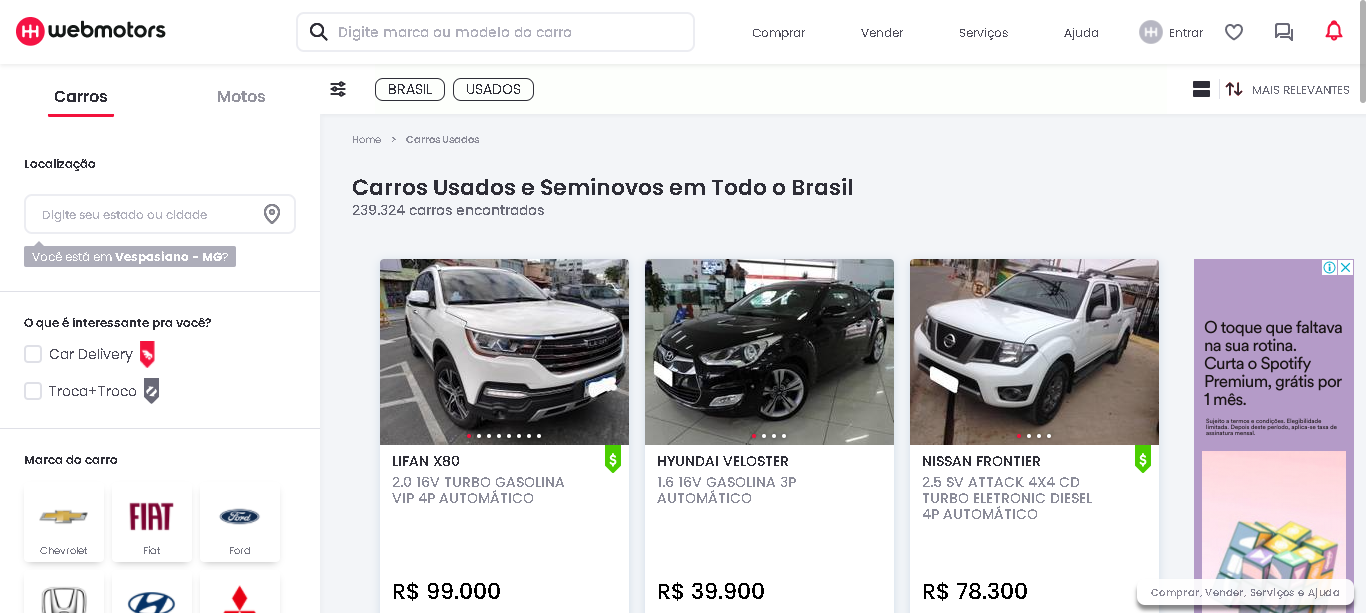 webmotors
Digite marca ou modelo do carro
Comprar
Vender
Serviços
Ajuda
Entrar
Carros
Motos
BRASIL
USADOS
MAIS RELEVANTES
Home > Carros Usados
Localização
Digite seu estado ou cidade
Você está em Vespasiano - MG?
Carros Usados e Seminovos em Todo o Brasil
239.324 carros encontrados
O que é interessante pra você?
Car Delivery
Troca+Troco
Marca do carro
Chevrolet
FIAT
Fiat
Ford
Ford
LIFAN X80
$
2.0 16V TURBO GASOLINA
VIP 4P AUTOMÁTICO
R$ 99.000
HYUNDAI VELOSTER
1.6 16V GASOLINA 3P
AUTOMÁTICO
R$ 39.900
NISSAN FRONTIER
$
2.5 SV ATTACK 4X4 CD
TURBO ELETRONIC DIESEL
4P AUTOMÁTICO
R$ 78.300
O toque que faltava
na sua rotina.
Curta o Spotify
Premium, grátis por
1 mês.
Sujeito a termos e condições. Elegibilidade
limitada. Depois deste período, aplica-se taxa de
assinatura mensal.
Comprar, Vender, Serviços e Ajuda